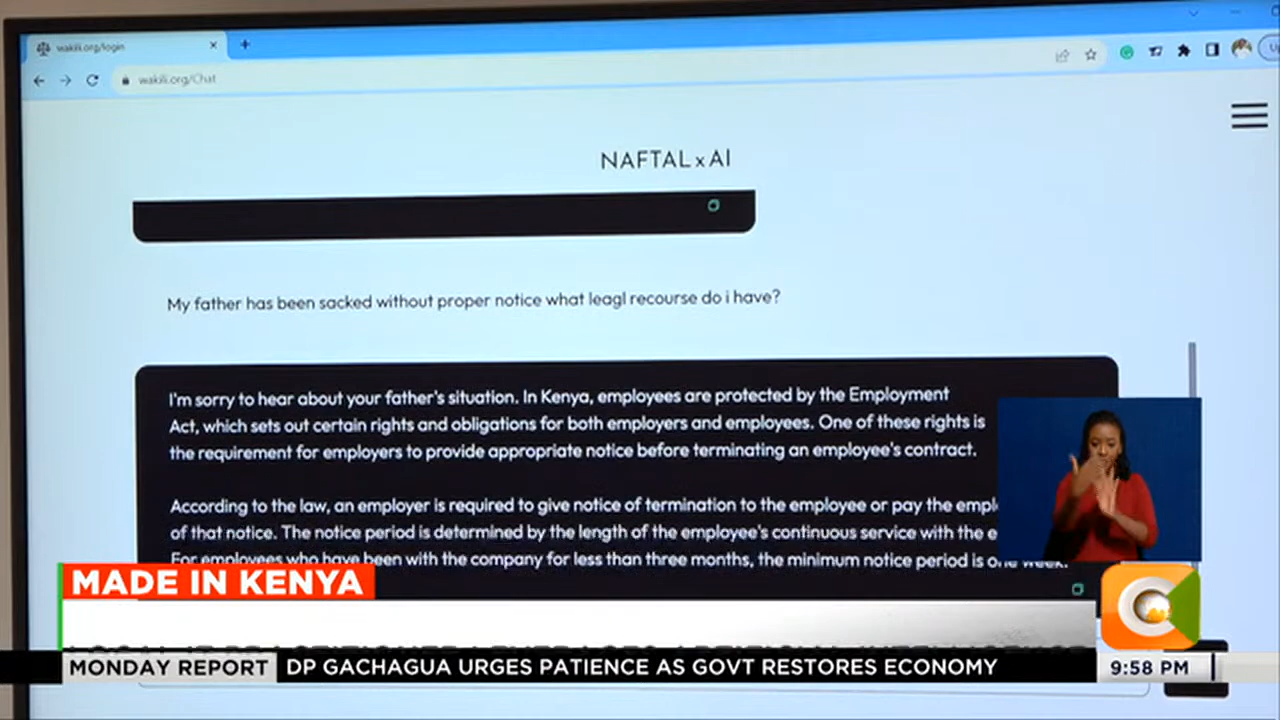 wakili.org/login
wakili.org/Chat
NAFTAL x AI
My father has been sacked without proper notice what leagl recourse do i have?
I'm sorry to hear about your father's situation. In Kenya, employees are protected by the Employment
Act, which sets out certain rights and obligations for both employers and employees. One of these rights is
the requirement for employers to provide appropriate notice before terminating an employee's contract.
According to the law, an employer is required to give notice of termination to the employee or pay the empl
of that notice. The notice period is determined by the length of the employee's continuous service with the e
For employees who have been with the company for less than three months, the minimum notice period is one week.
MADE IN KENYA
MONDAY REPORT DP GACHAGUA URGES PATIENCE AS GOVT RESTORES ECONOMY
9:58 PM